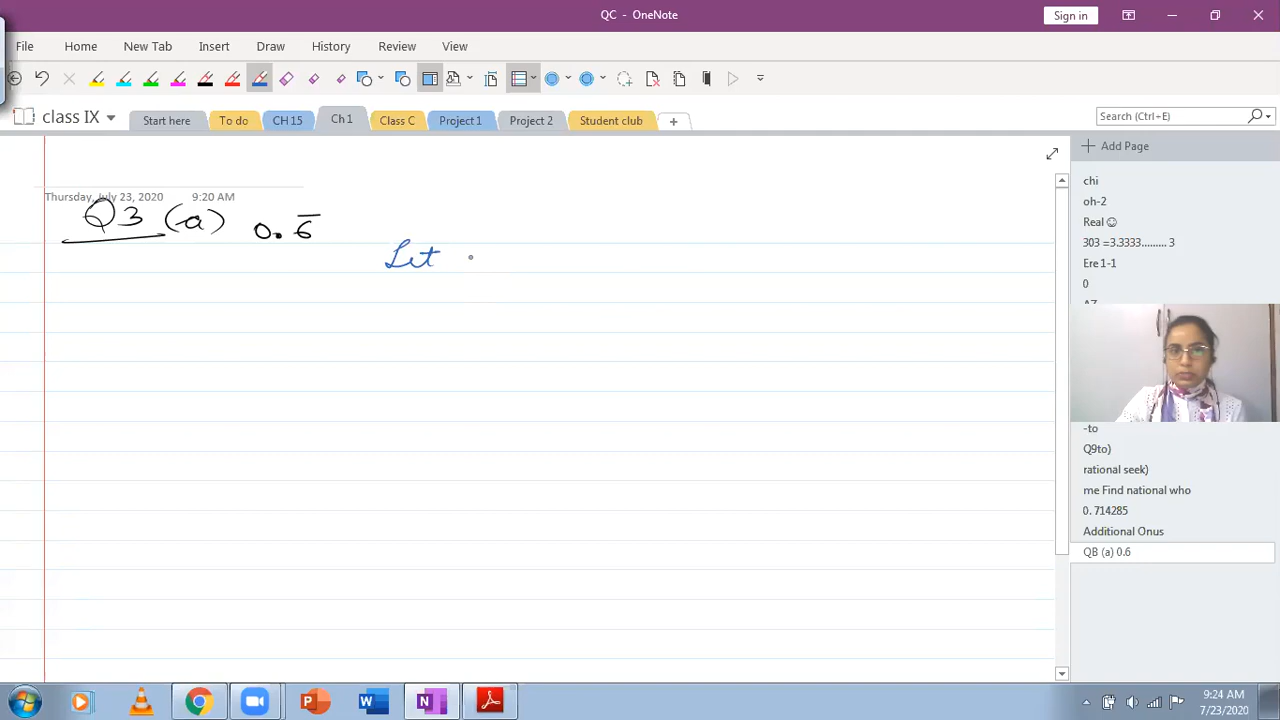 QC - OneNote
Sign in
File Home New Tab Insert Draw History Review View
class IX
Start here To do CH 15 Ch 1 Class C Project 1 Project 2 Student club
Search (Ctrl+E)
Add Page
Thursday, July 23, 2020 9:20 AM
Q3 (a) 0.6̅
Let
chi
oh-2
Real ☺
303 =3.3333......... 3
Ere 1-1
0
-to
Q9to)
rational seek)
me Find national who
0. 714285
Additional Onus
QB (a) 0.6
9:24 AM
7/23/2020